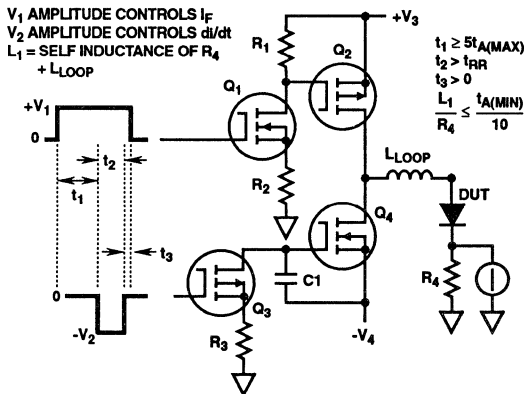 V1 AMPLITUDE CONTROLS IF
V2 AMPLITUDE CONTROLS di/dt
L1 = SELF INDUCTANCE OF R4
+ LLOOP
+V3
t1 ≥ 5tA(MAX)
t2 > tRR
t3 > 0
L1/R4 ≤ tA(MIN)/10
R1
Q2
Q1
+V1
0
t2
t1
R2
LLOOP
DUT
Q4
t3
R4
C1
0
Q3
-V2
-V4
R3